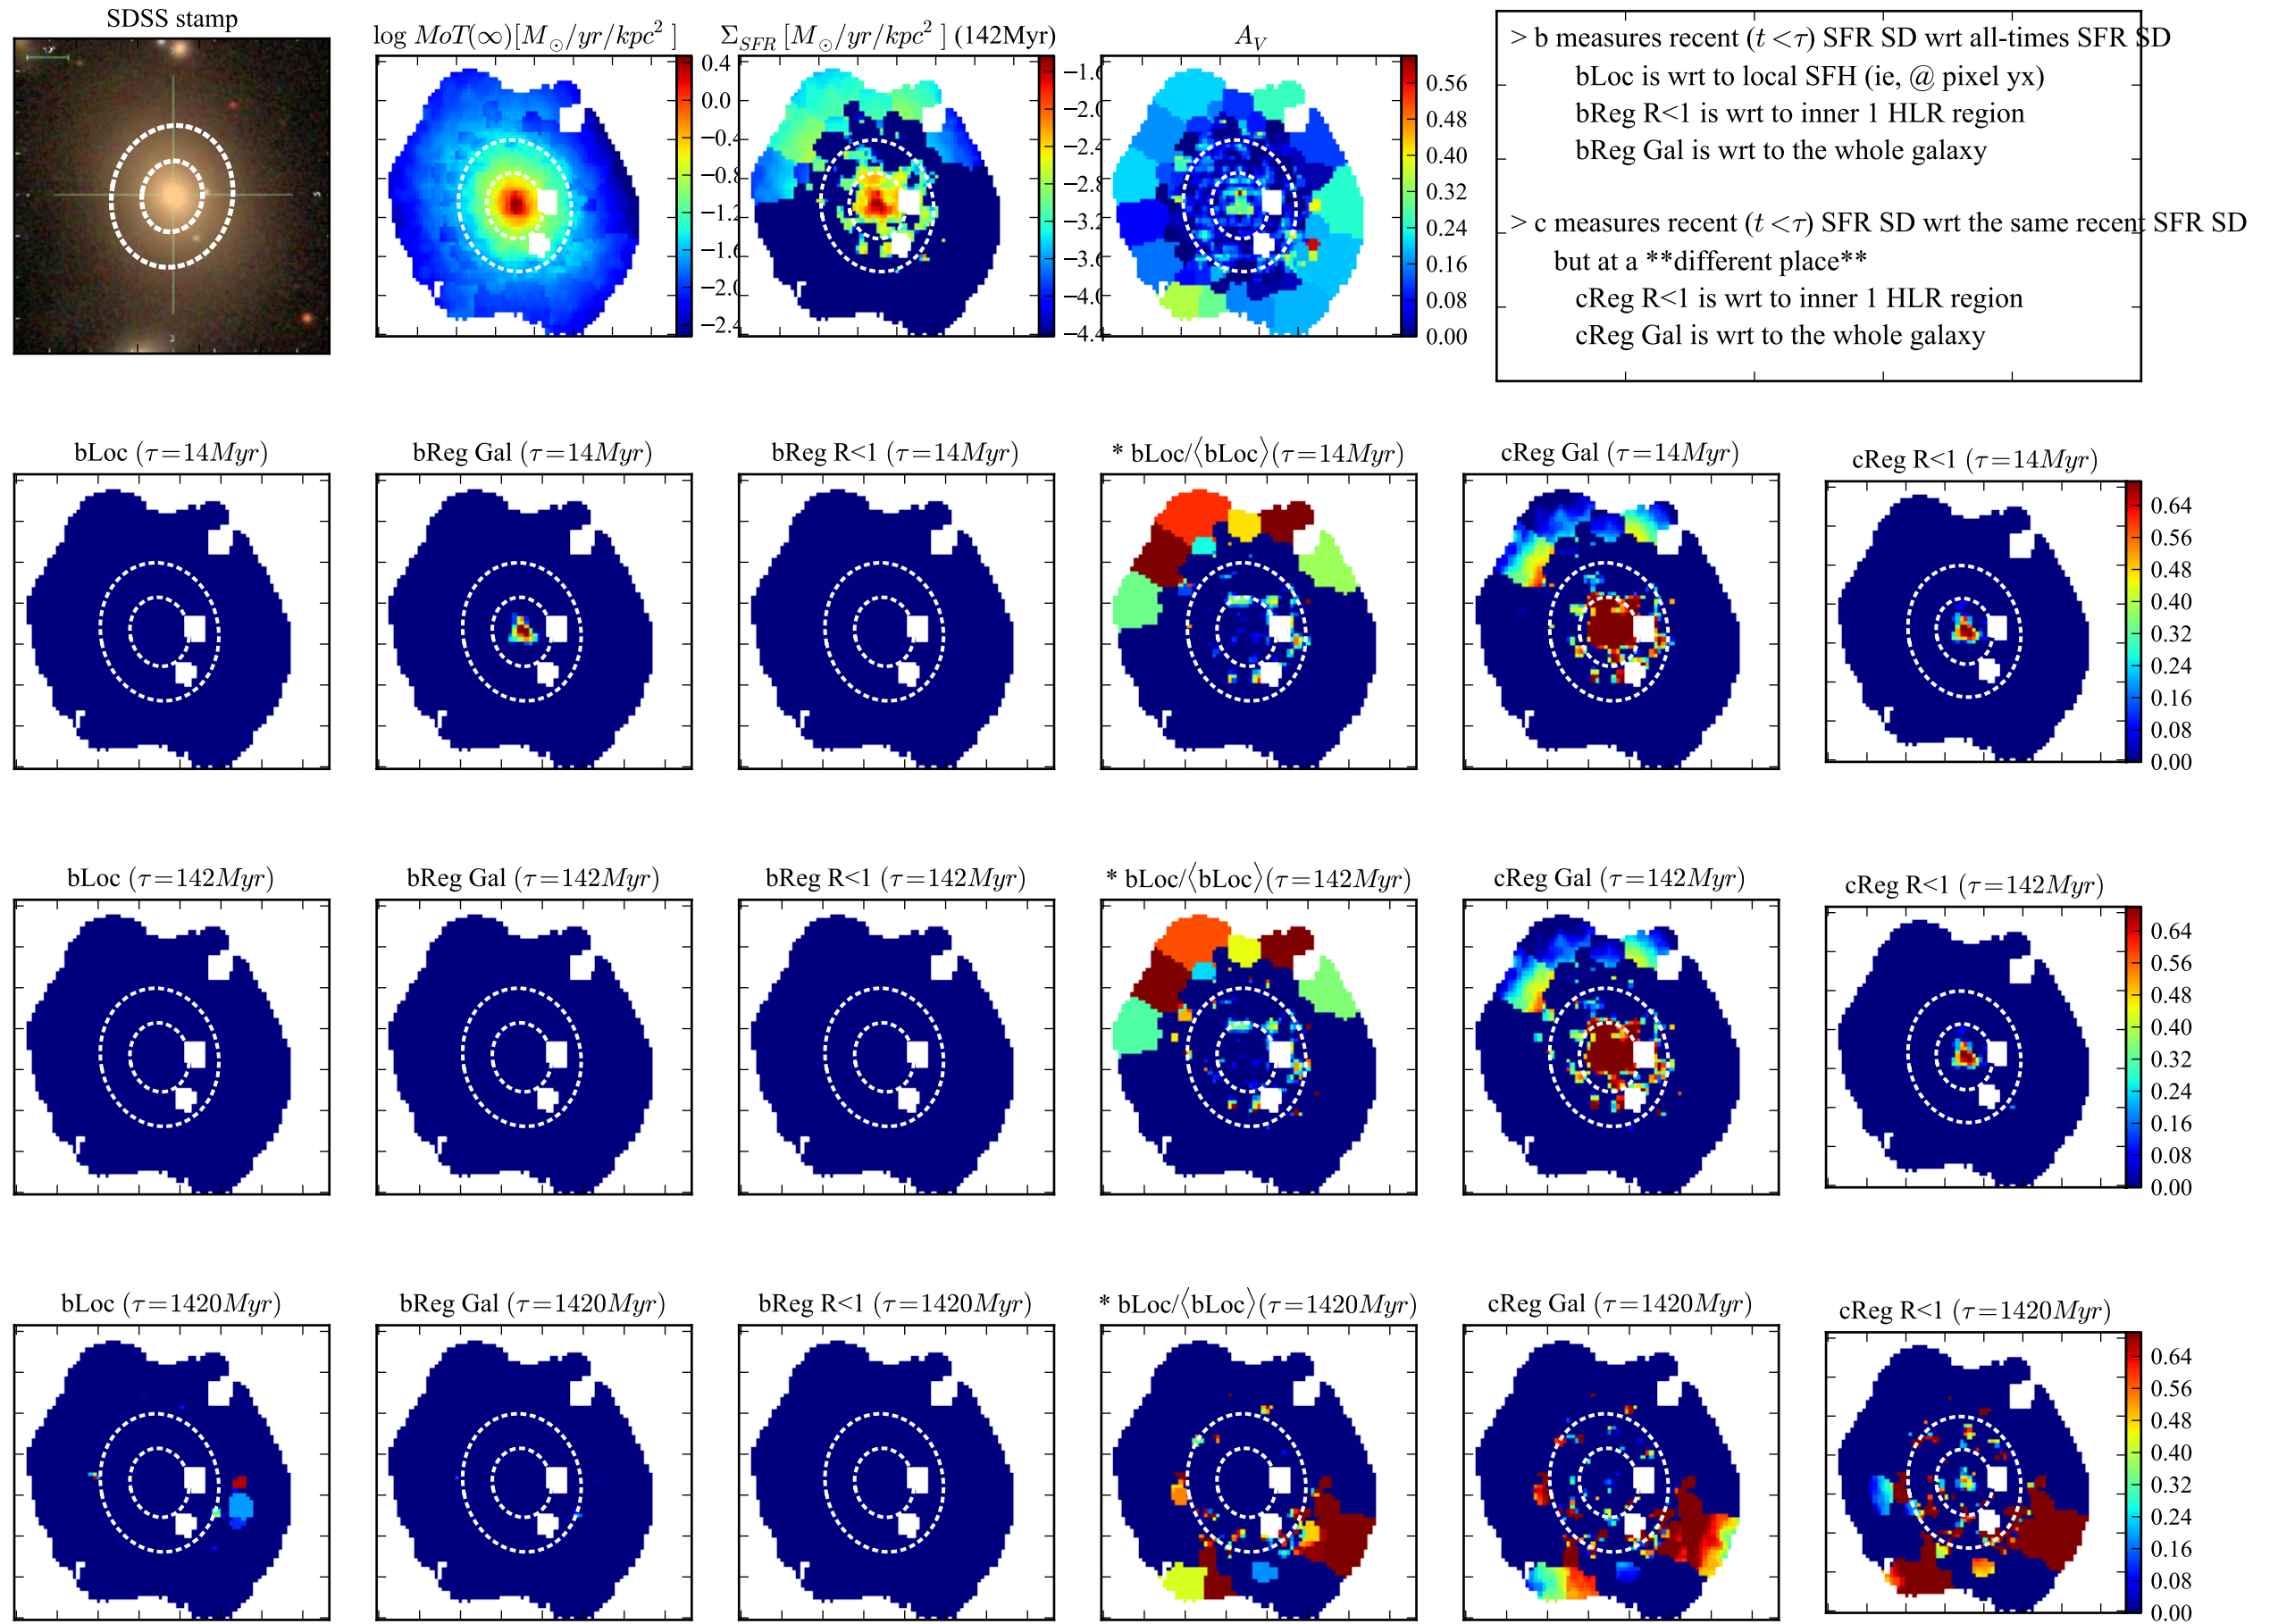 SDSS stamp
log MoT(∞)[M⊙/yr/kpc² ]
Σ_SFR [M⊙/yr/kpc² ] (142Myr)
A_V
0.4
0.0
−0.4
−0.8
−1.2
−1.6
−2.0
−2.4
−1.6
−2.0
−2.4
−2.8
−3.2
−3.6
−4.0
−4.4
0.56
0.48
0.40
0.32
0.24
0.16
0.08
0.00
> b measures recent (t <τ) SFR SD wrt all-times SFR SD
bLoc is wrt to local SFH (ie, @ pixel yx)
bReg R<1 is wrt to inner 1 HLR region
bReg Gal is wrt to the whole galaxy
> c measures recent (t <τ) SFR SD wrt the same recent SFR SD
but at a **different place**
cReg R<1 is wrt to inner 1 HLR region
cReg Gal is wrt to the whole galaxy
bLoc (τ=14Myr)
bReg Gal (τ=14Myr)
bReg R<1 (τ=14Myr)
* bLoc/⟨bLoc⟩(τ=14Myr)
cReg Gal (τ=14Myr)
cReg R<1 (τ=14Myr)
0.64
0.56
0.48
0.40
0.32
0.24
0.16
0.08
0.00
bLoc (τ=142Myr)
bReg Gal (τ=142Myr)
bReg R<1 (τ=142Myr)
* bLoc/⟨bLoc⟩(τ=142Myr)
cReg Gal (τ=142Myr)
cReg R<1 (τ=142Myr)
0.64
0.56
0.48
0.40
0.32
0.24
0.16
0.08
0.00
bLoc (τ=1420Myr)
bReg Gal (τ=1420Myr)
bReg R<1 (τ=1420Myr)
* bLoc/⟨bLoc⟩(τ=1420Myr)
cReg Gal (τ=1420Myr)
cReg R<1 (τ=1420Myr)
0.64
0.56
0.48
0.40
0.32
0.24
0.16
0.08
0.00